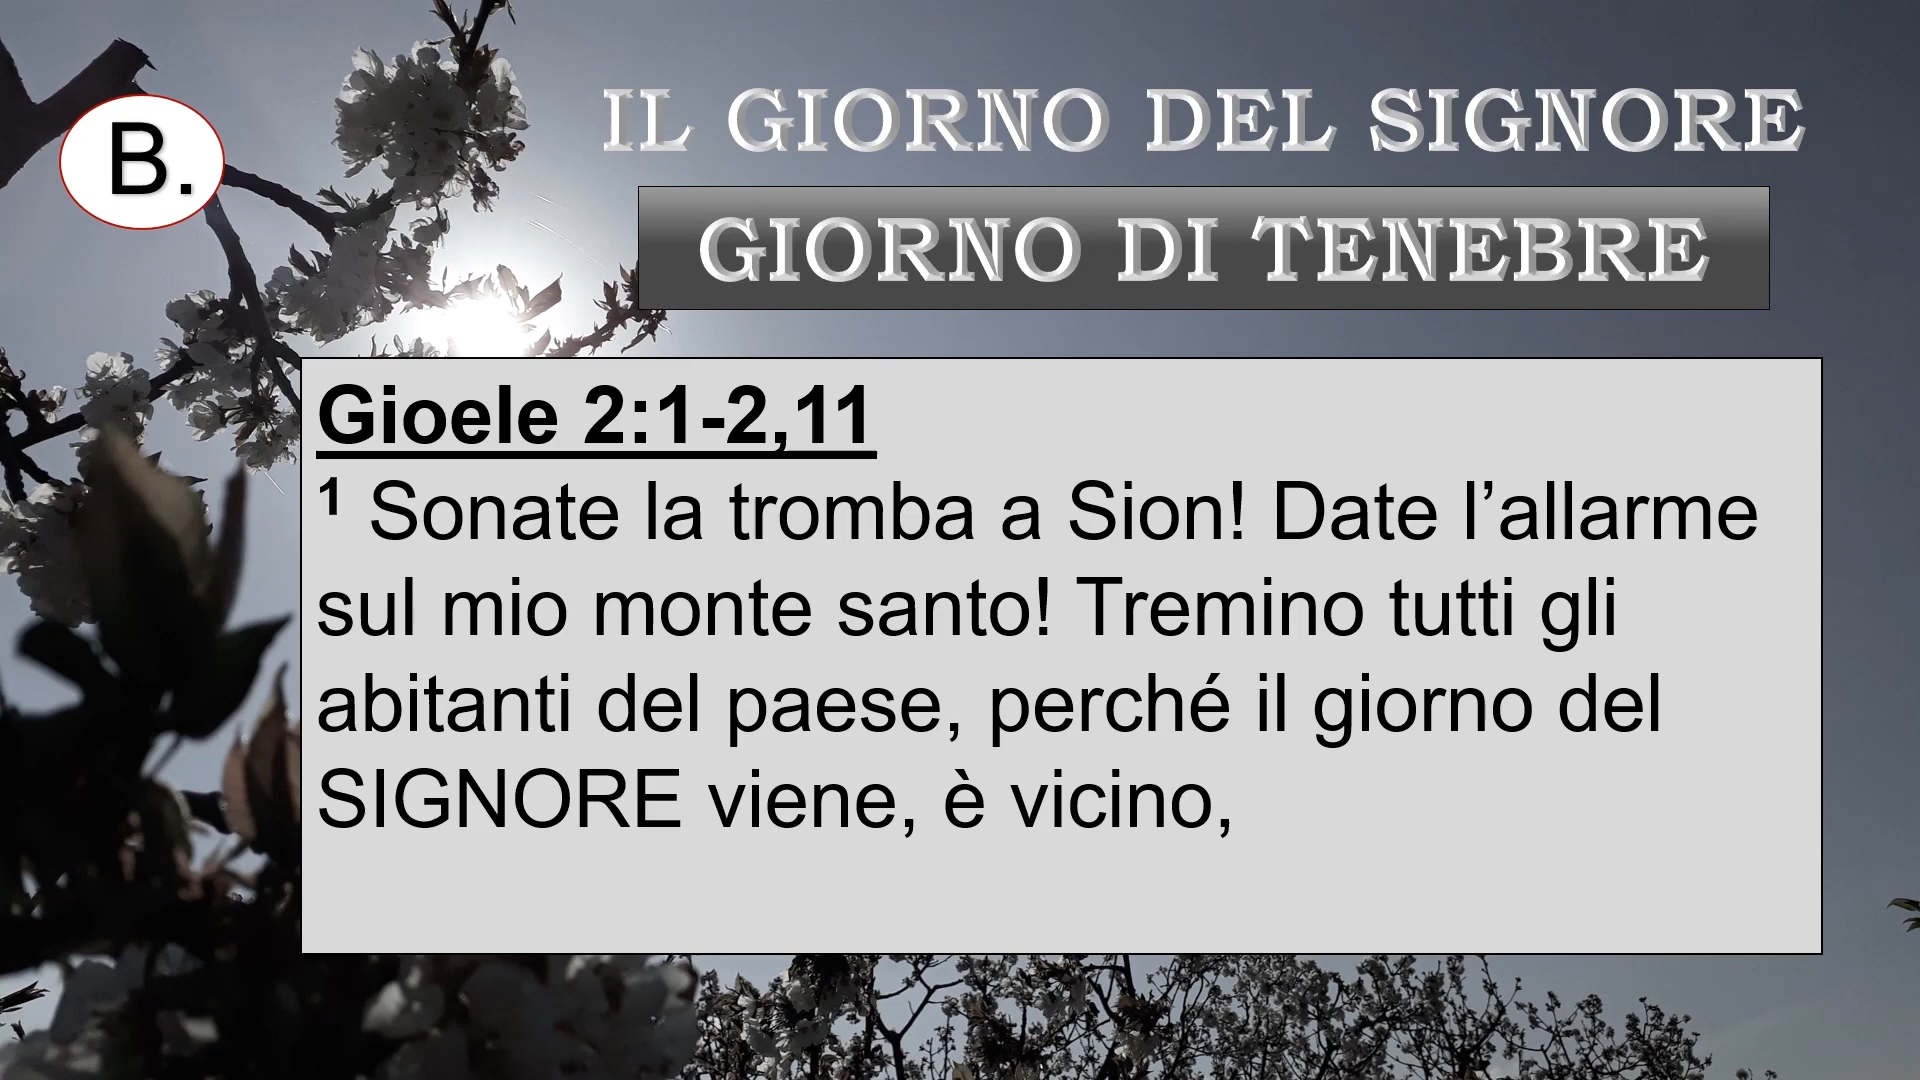 B.
IL GIORNO DEL SIGNORE
GIORNO DI TENEBRE
Gioele 2:1-2,11
1 Sonate la tromba a Sion! Date l’allarme
sul mio monte santo! Tremino tutti gli
abitanti del paese, perché il giorno del
SIGNORE viene, è vicino,